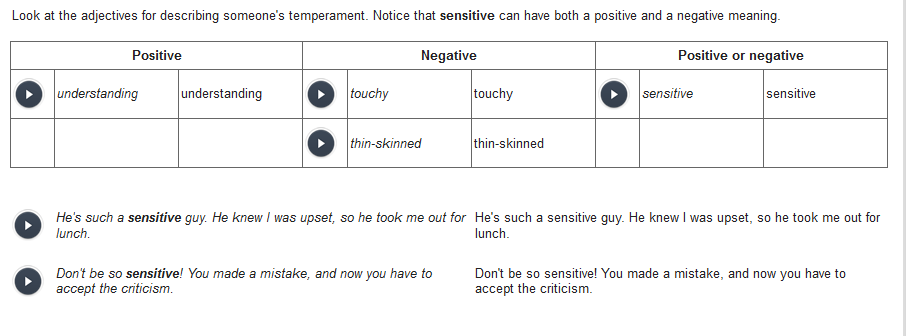 Look at the adjectives for describing someone's temperament. Notice that sensitive can have both a positive and a negative meaning.
Positive Negative Positive or negative
understanding understanding touchy touchy sensitive sensitive
thin-skinned thin-skinned
He's such a sensitive guy. He knew I was upset, so he took me out for He's such a sensitive guy. He knew I was upset, so he took me out for
lunch. lunch.
Don't be so sensitive! You made a mistake, and now you have to Don't be so sensitive! You made a mistake, and now you have to
accept the criticism. accept the criticism.